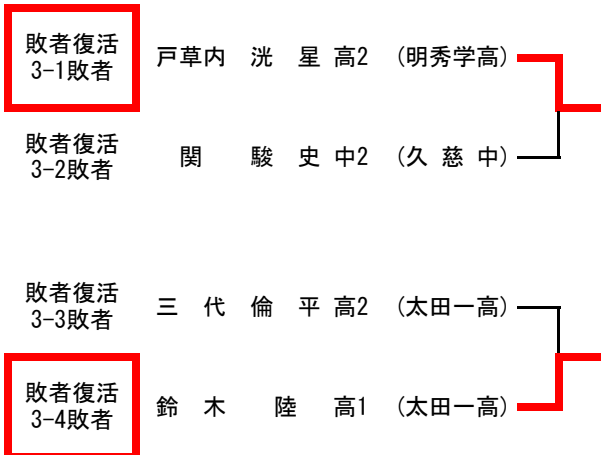 敗者復活
3-1敗者
戸草内 洸 星 高2 (明秀学高)
敗者復活
3-2敗者
関 駿 史 中2 (久 慈 中)
敗者復活
3-3敗者
三 代 倫 平 高2 (太田一高)
敗者復活
3-4敗者
鈴 木 陸 高1 (太田一高)